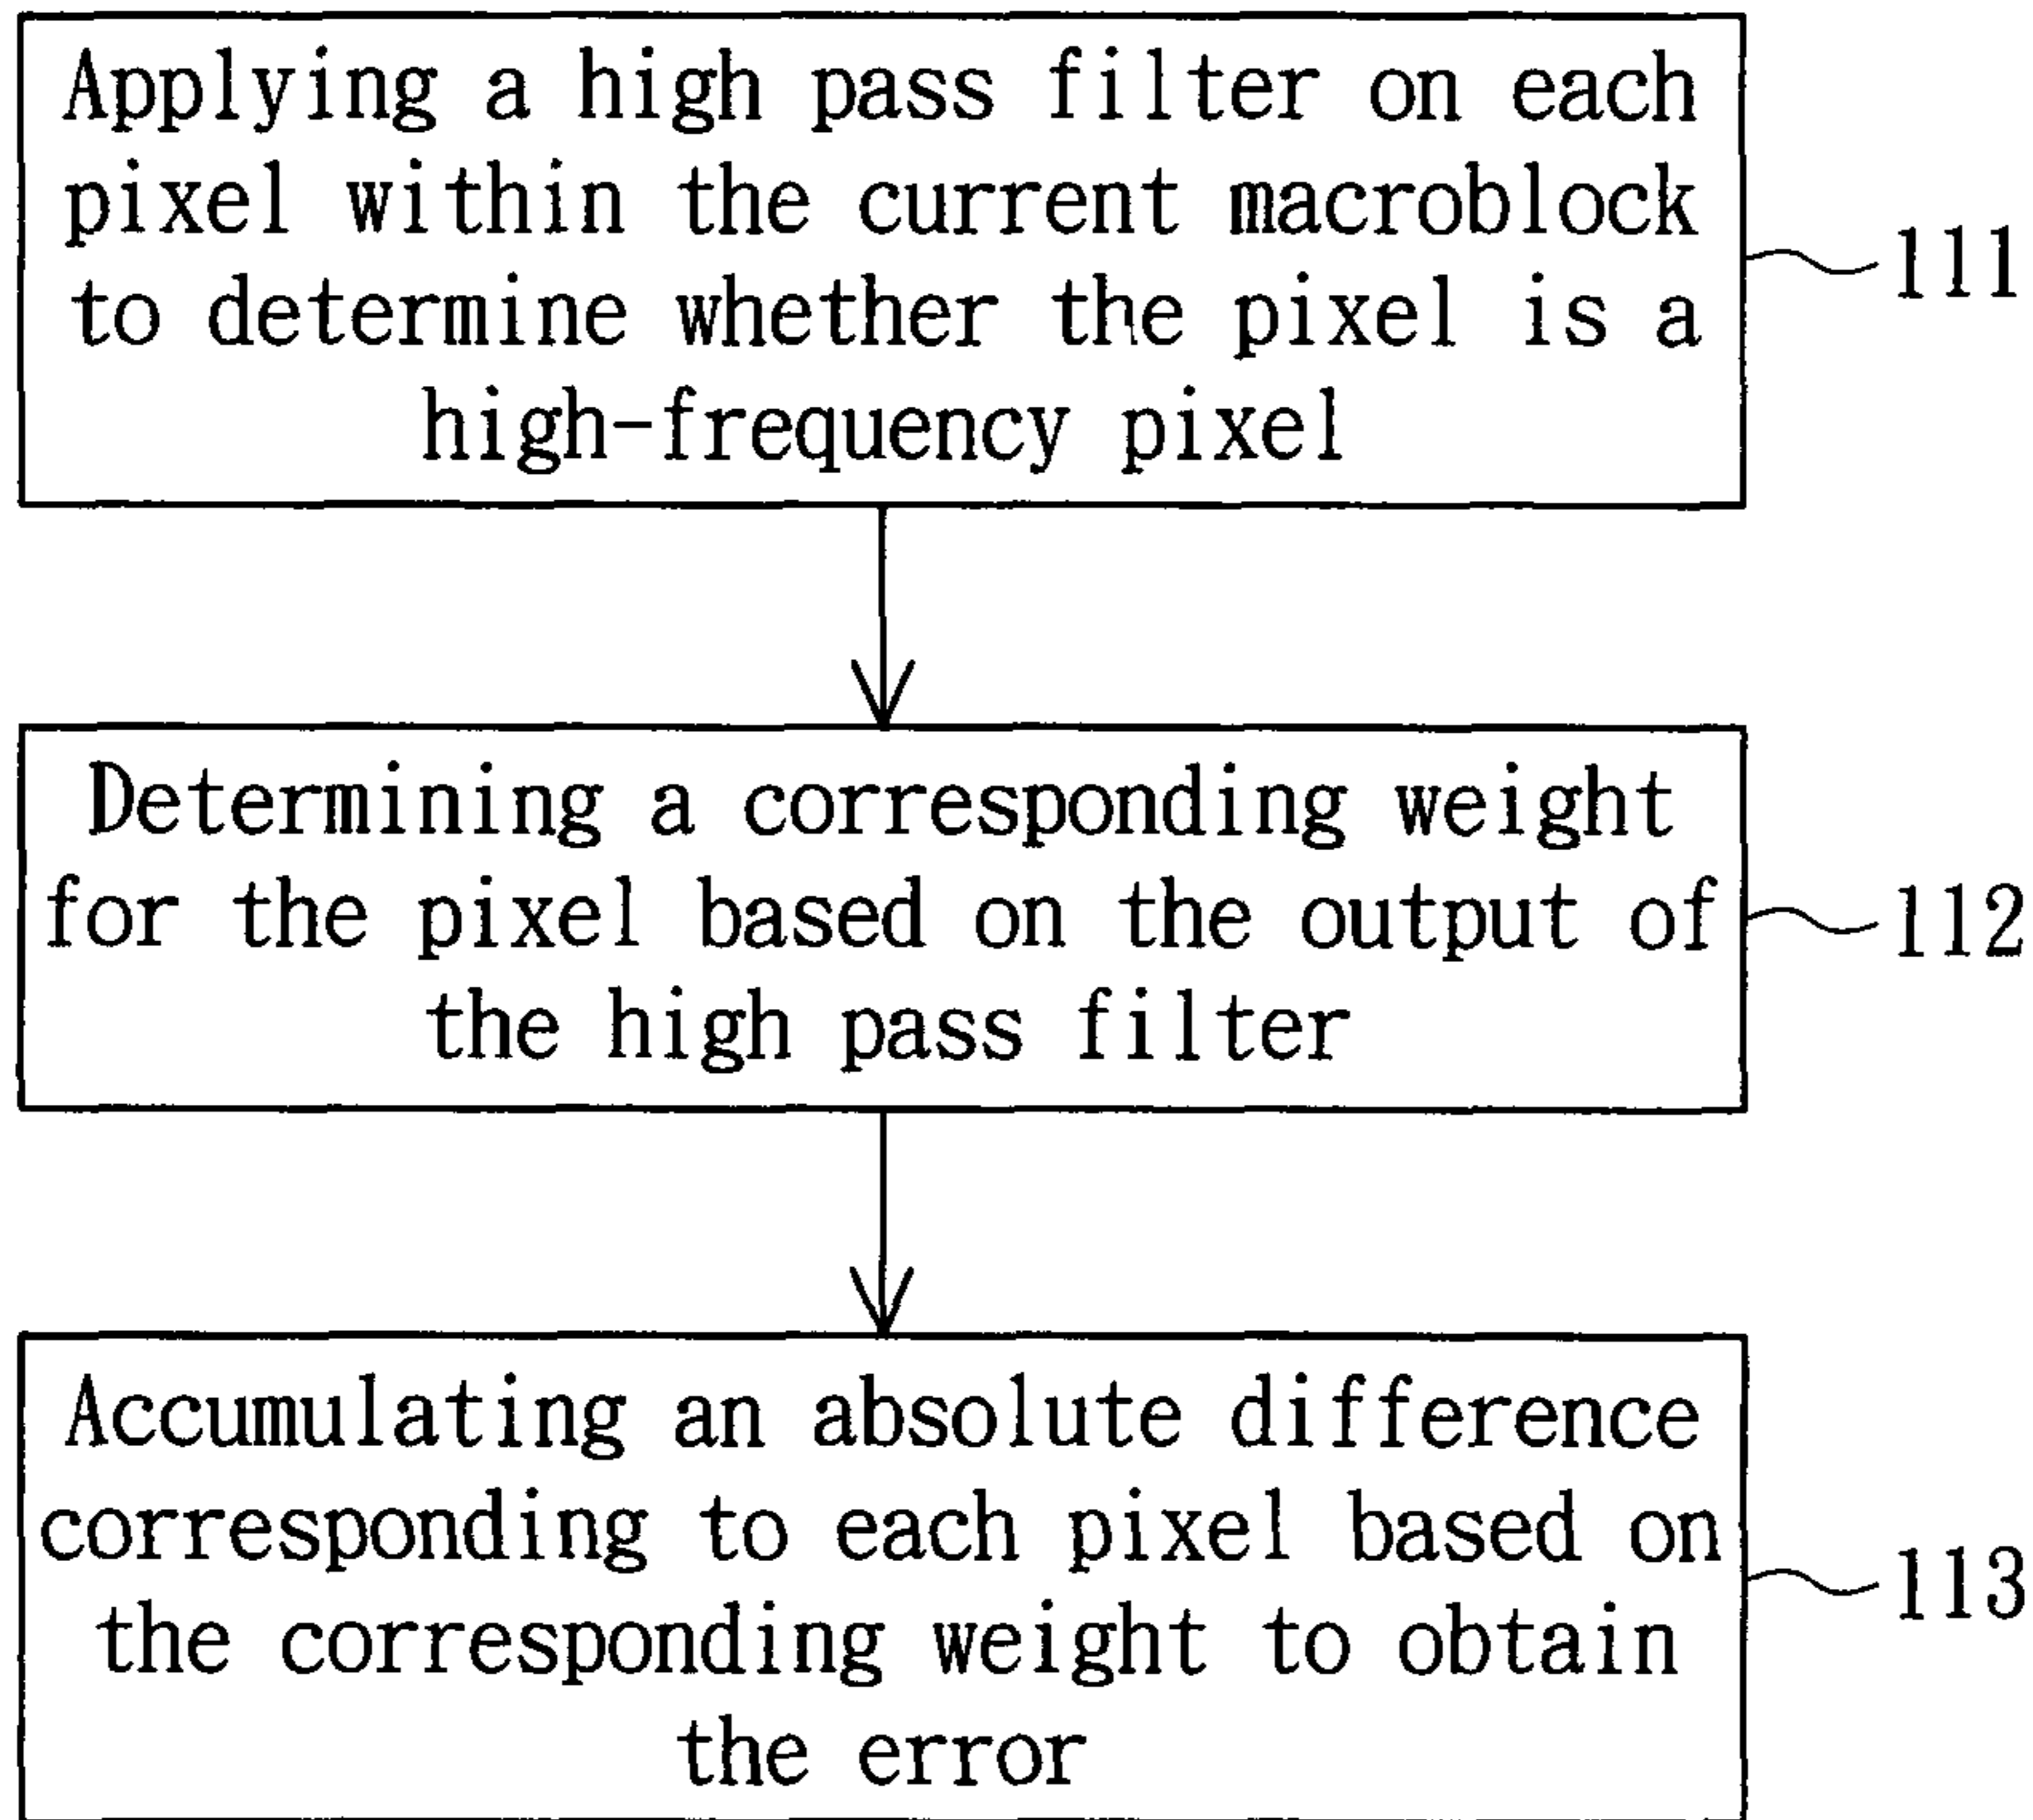 Applying a high pass filter on each
pixel within the current macroblock
to determine whether the pixel is a
high-frequency pixel
111
Determining a corresponding weight
for the pixel based on the output of
the high pass filter
112
Accumulating an absolute difference
corresponding to each pixel based on
the corresponding weight to obtain
the error
113